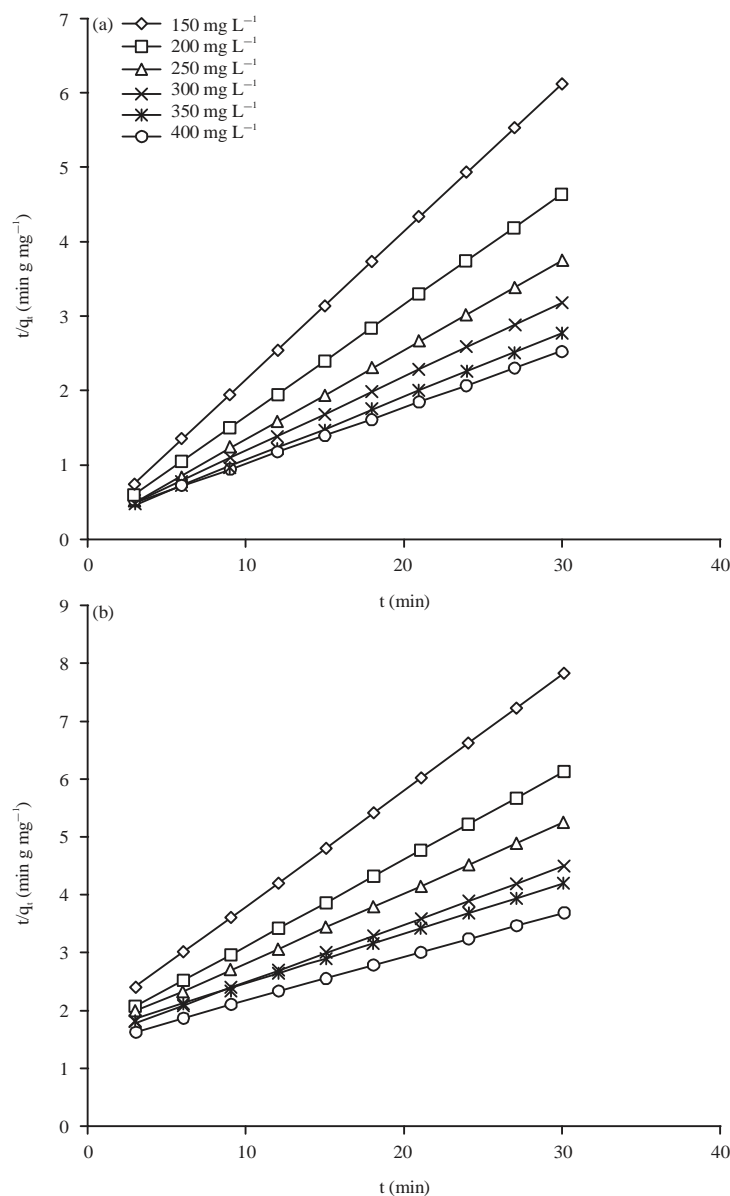 (a)
150 mg L⁻¹
200 mg L⁻¹
250 mg L⁻¹
300 mg L⁻¹
350 mg L⁻¹
400 mg L⁻¹
7
6
5
4
3
2
1
0
t/qₜ (min g mg⁻¹)
0 10 20 30 40
t (min)
(b)
9
8
7
6
5
4
3
2
1
0
t/qₜ (min g mg⁻¹)
0 10 20 30 40
t (min)